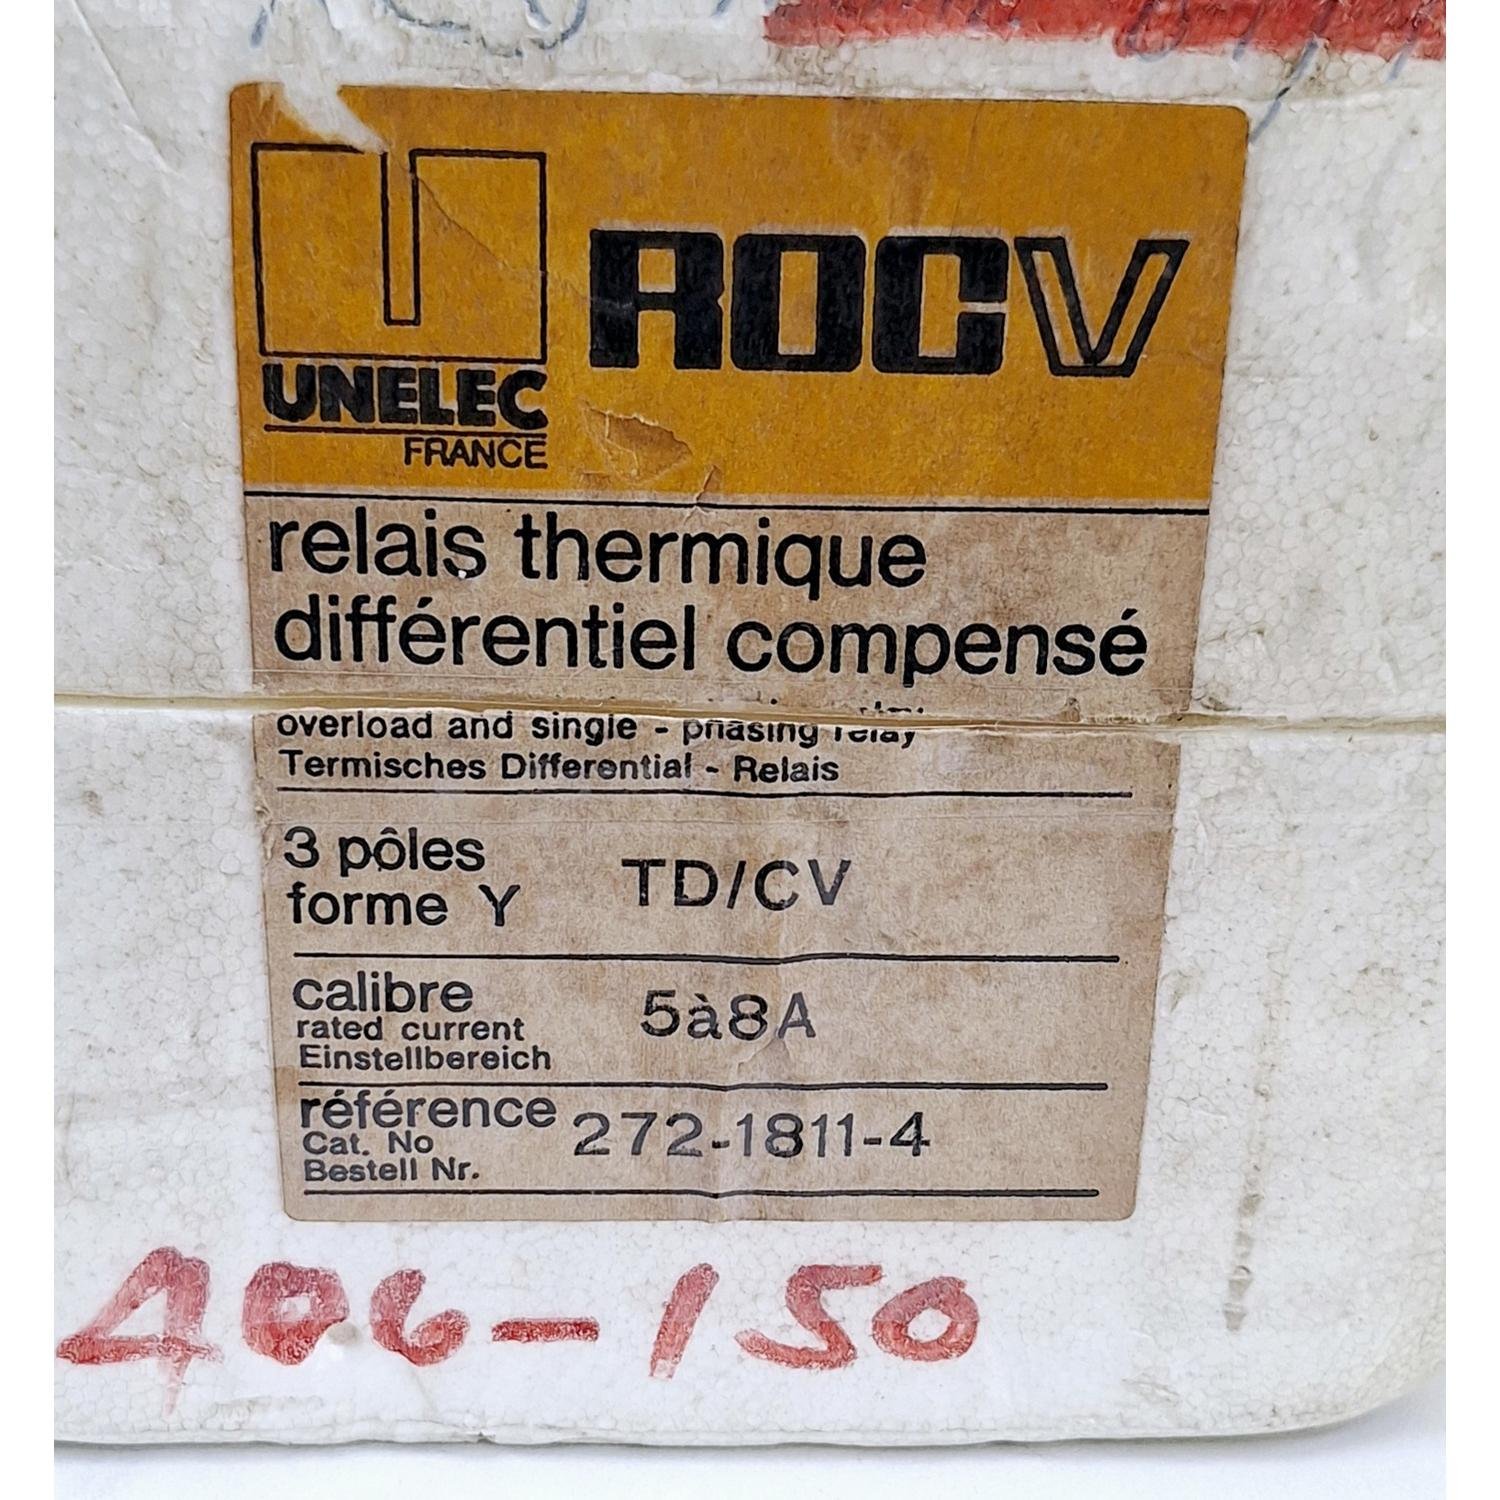 UNELEC
FRANCE
ROCV
relais thermique
différentiel compensé
overload and single - phasing relay
Termisches Differential - Relais
3 pôles
forme Y
TD/CV
calibre
rated current
Einstellbereich
5à8A
référence
Cat. No
Bestell Nr.
272-1811-4
406-150